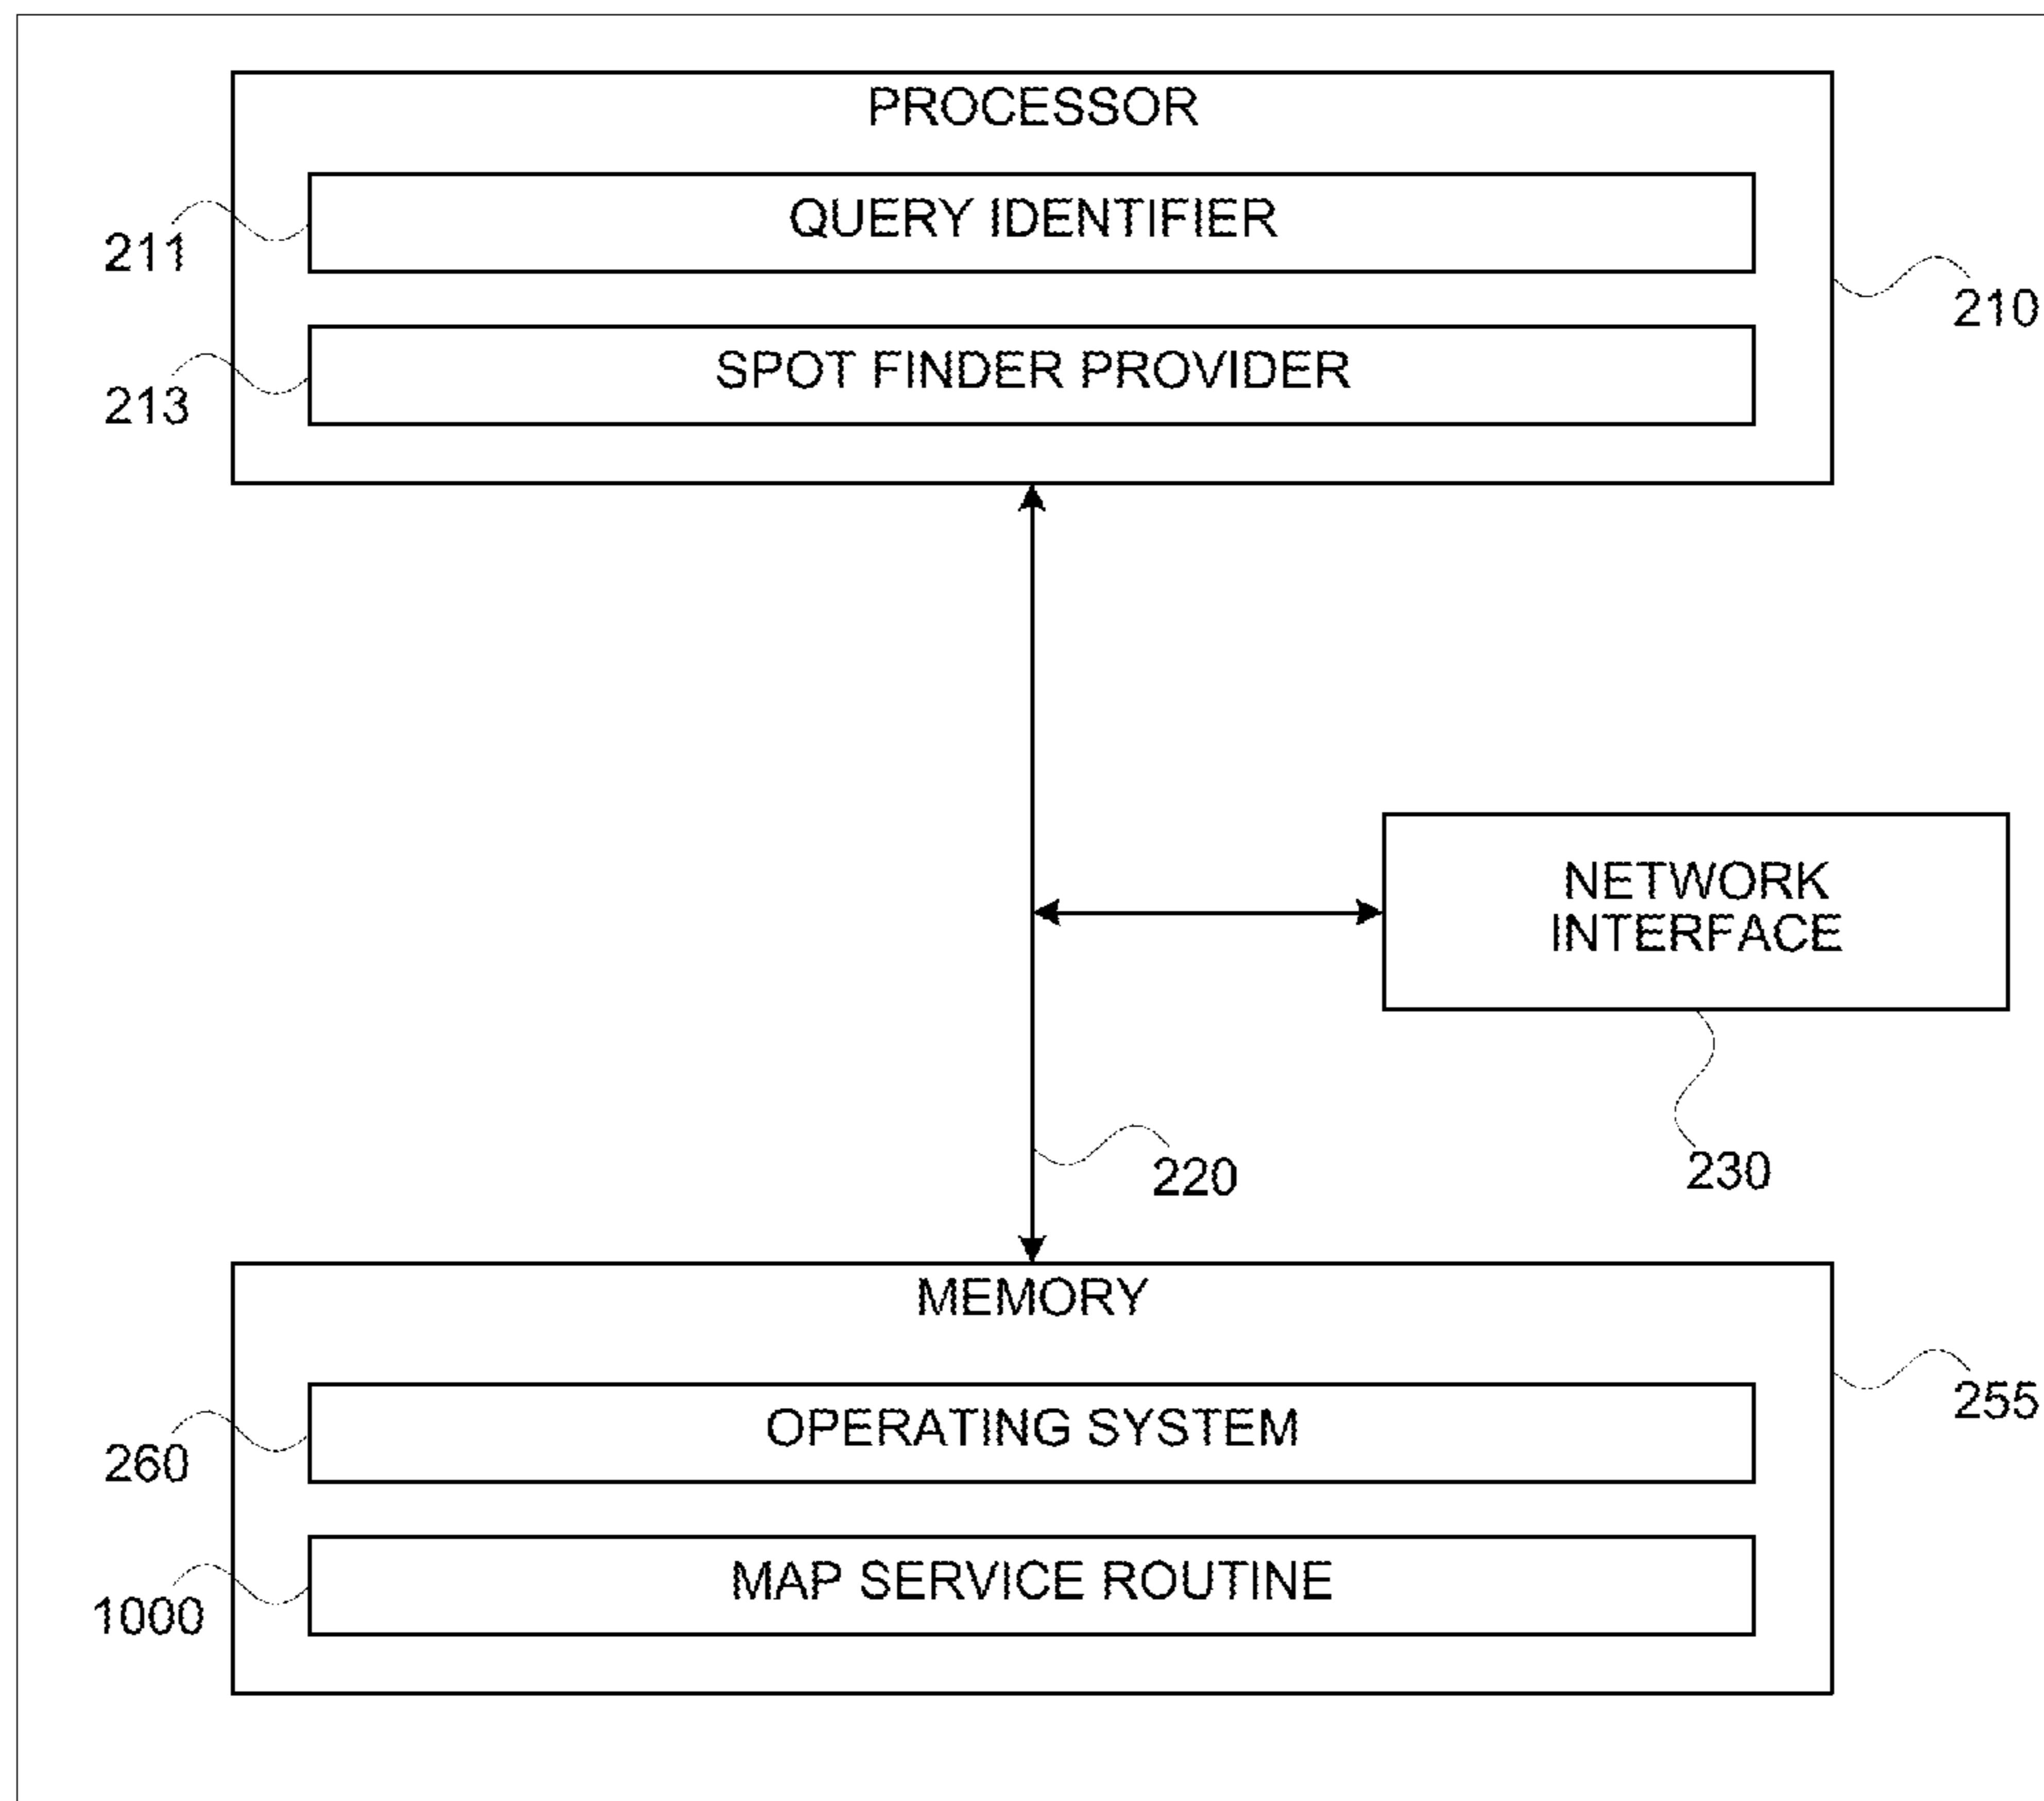 PROCESSOR
QUERY IDENTIFIER
211
210
SPOT FINDER PROVIDER
213
NETWORK
INTERFACE
220
230
MEMORY
255
OPERATING SYSTEM
260
MAP SERVICE ROUTINE
1000